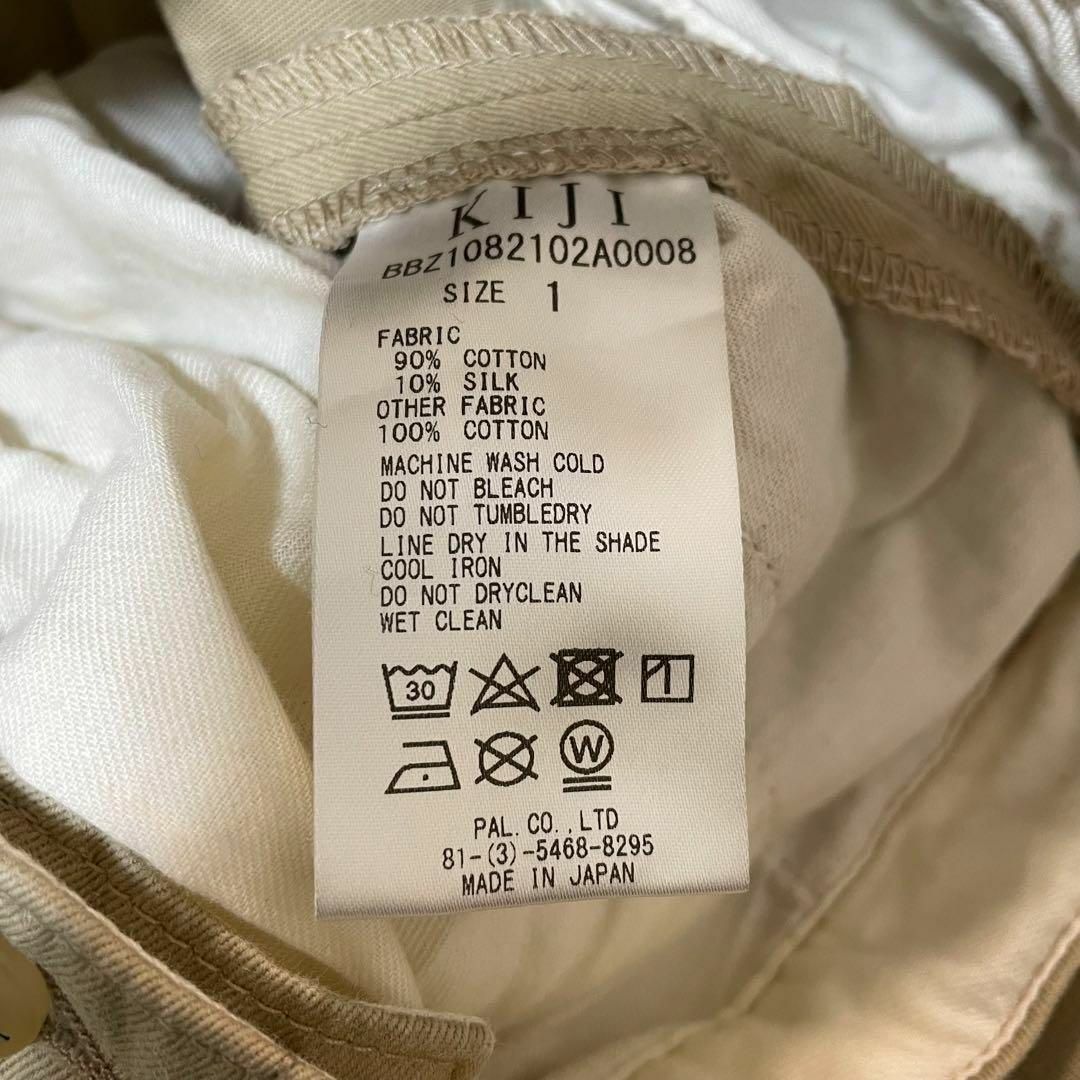 KIJI
BBZ1082102A0008
SIZE 1
FABRIC
90% COTTON
10% SILK
OTHER FABRIC
100% COTTON
MACHINE WASH COLD
DO NOT BLEACH
DO NOT TUMBLEDRY
LINE DRY IN THE SHADE
COOL IRON
DO NOT DRYCLEAN
WET CLEAN
30
W
PAL. CO.,LTD
81-(3)-5468-8295
MADE IN JAPAN